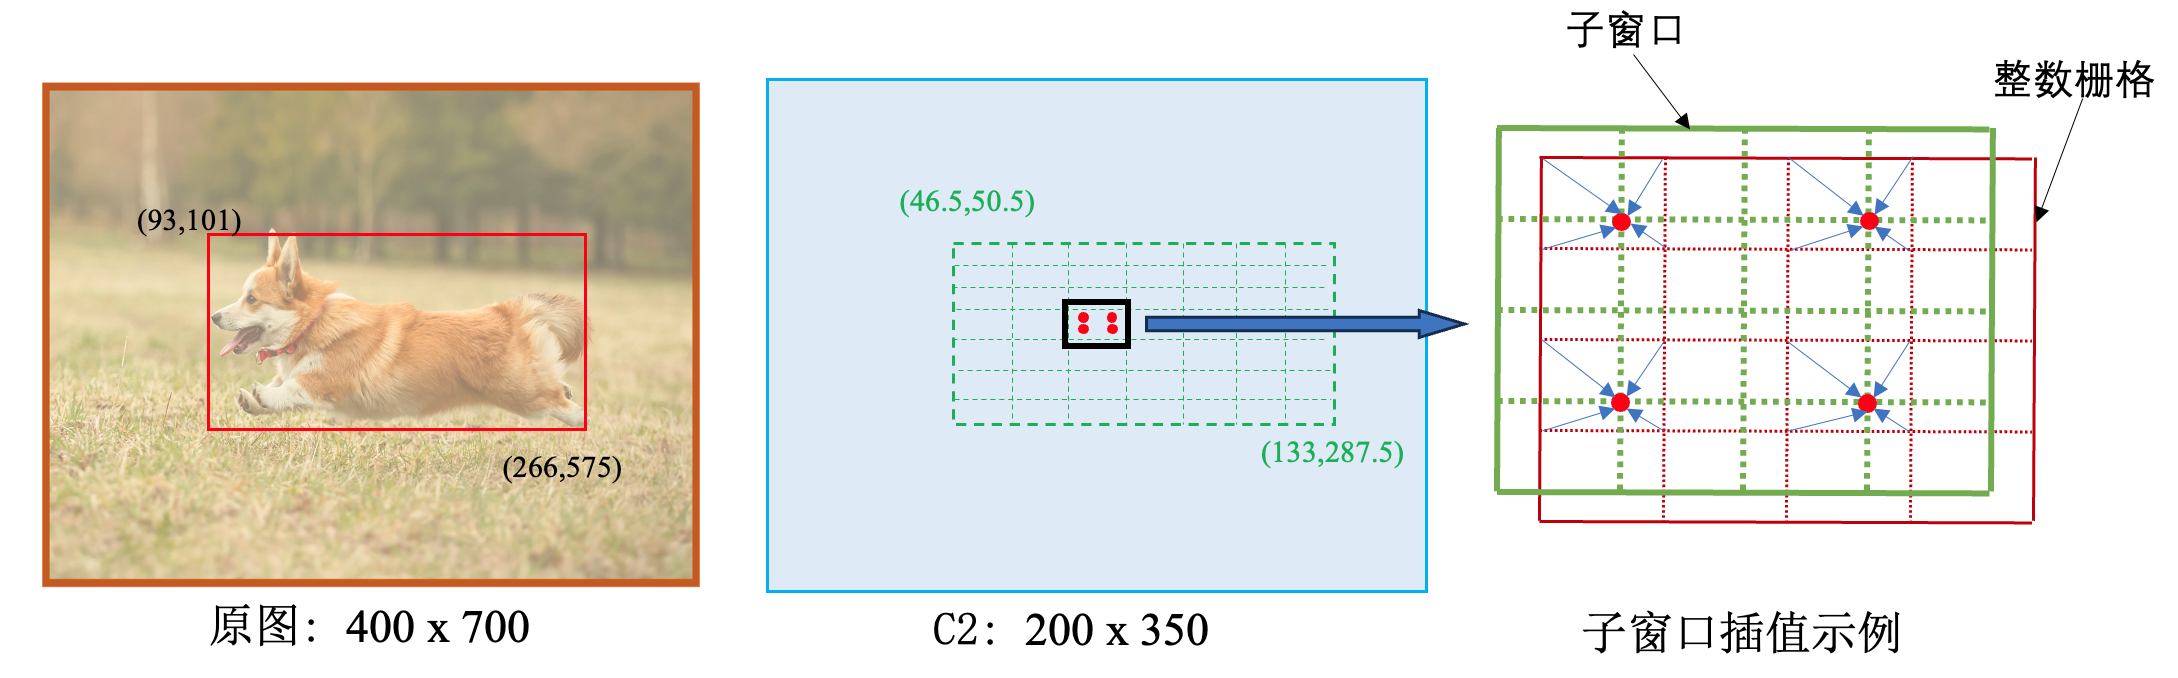 子窗口
整数栅格
(93,101)
(266,575)
原图：400 x 700
(46.5,50.5)
(133,287.5)
C2：200 x 350
子窗口插值示例